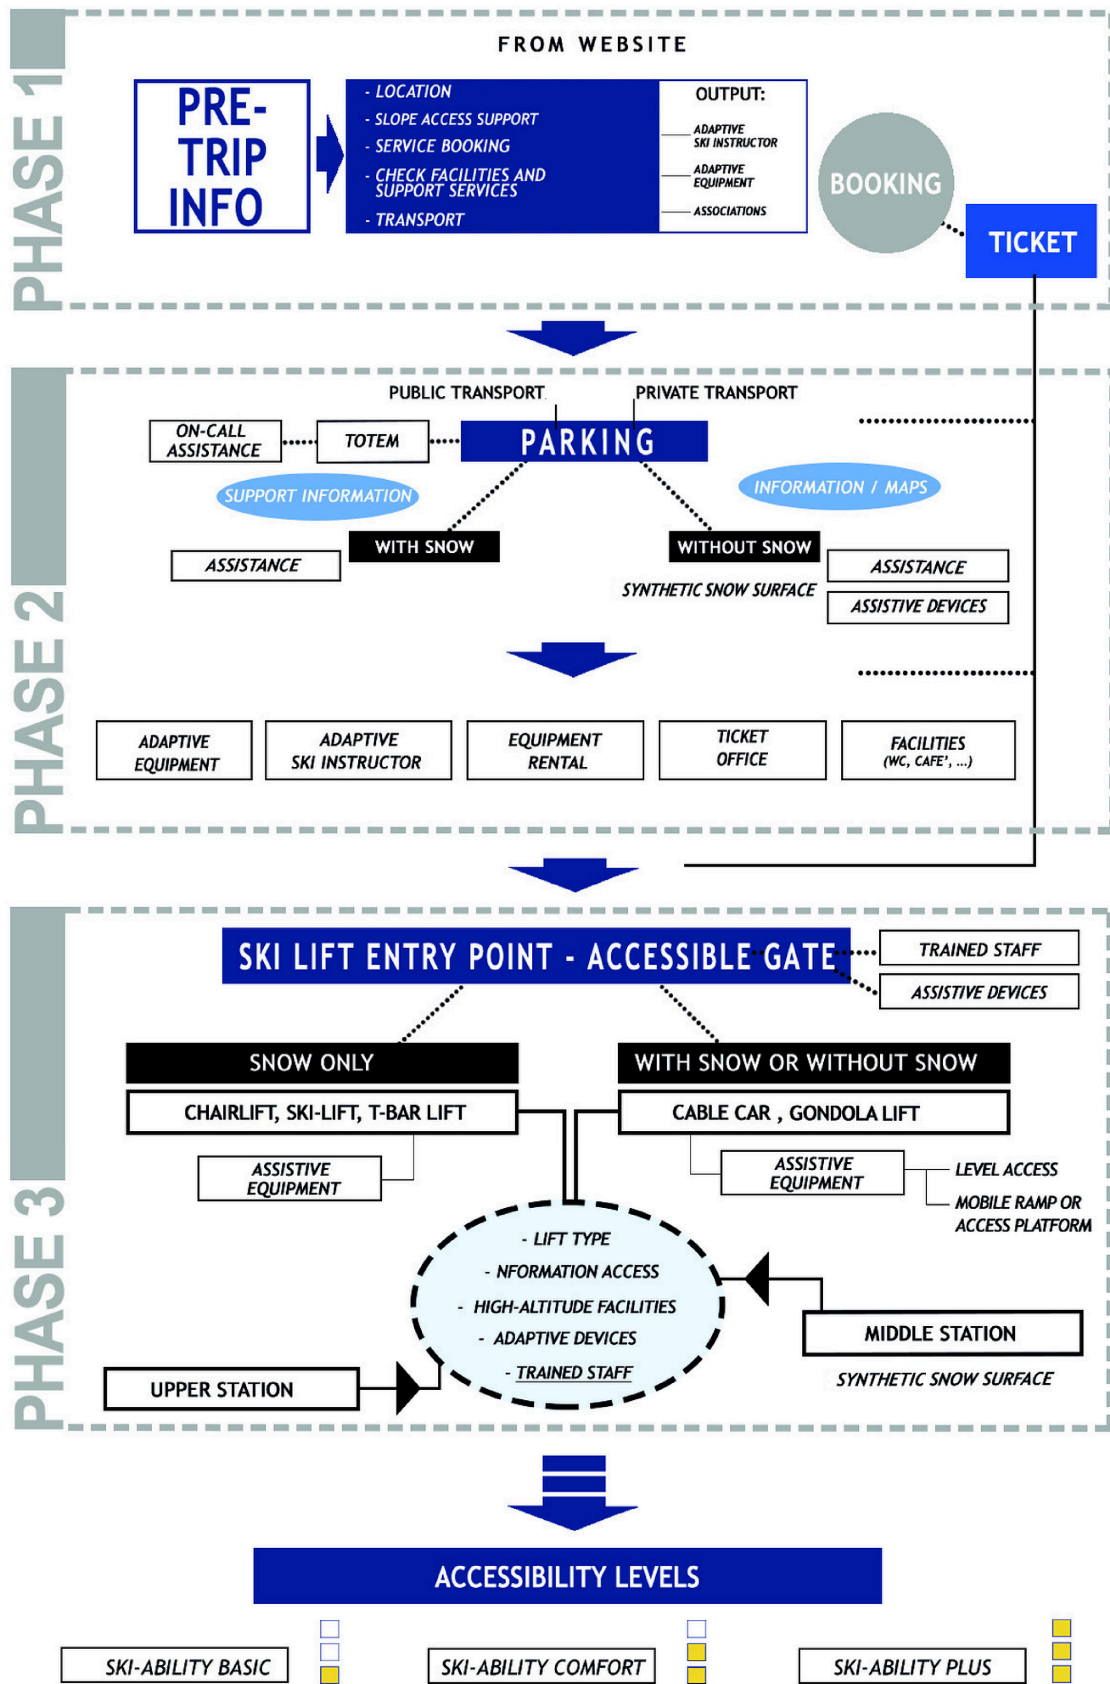 PHASE 1
FROM WEBSITE
PRE-
TRIP
INFO
- LOCATION
- SLOPE ACCESS SUPPORT
- SERVICE BOOKING
- CHECK FACILITIES AND
SUPPORT SERVICES
- TRANSPORT
OUTPUT:
ADAPTIVE
SKI INSTRUCTOR
ADAPTIVE
EQUIPMENT
ASSOCIATIONS
BOOKING
TICKET
PHASE 2
PUBLIC TRANSPORT
PRIVATE TRANSPORT
ON-CALL
ASSISTANCE
TOTEM
PARKING
SUPPORT INFORMATION
INFORMATION / MAPS
WITH SNOW
WITHOUT SNOW
ASSISTANCE
SYNTHETIC SNOW SURFACE
ASSISTANCE
ASSISTIVE DEVICES
ADAPTIVE
EQUIPMENT
ADAPTIVE
SKI INSTRUCTOR
EQUIPMENT
RENTAL
TICKET
OFFICE
FACILITIES
(WC, CAFE', ...)
PHASE 3
SKI LIFT ENTRY POINT - ACCESSIBLE GATE
TRAINED STAFF
ASSISTIVE DEVICES
SNOW ONLY
WITH SNOW OR WITHOUT SNOW
CHAIRLIFT, SKI-LIFT, T-BAR LIFT
CABLE CAR , GONDOLA LIFT
ASSISTIVE
EQUIPMENT
ASSISTIVE
EQUIPMENT
LEVEL ACCESS
MOBILE RAMP OR
ACCESS PLATFORM
- LIFT TYPE
- NFORMATION ACCESS
- HIGH-ALTITUDE FACILITIES
- ADAPTIVE DEVICES
- TRAINED STAFF
MIDDLE STATION
SYNTHETIC SNOW SURFACE
UPPER STATION
ACCESSIBILITY LEVELS
SKI-ABILITY BASIC
SKI-ABILITY COMFORT
SKI-ABILITY PLUS